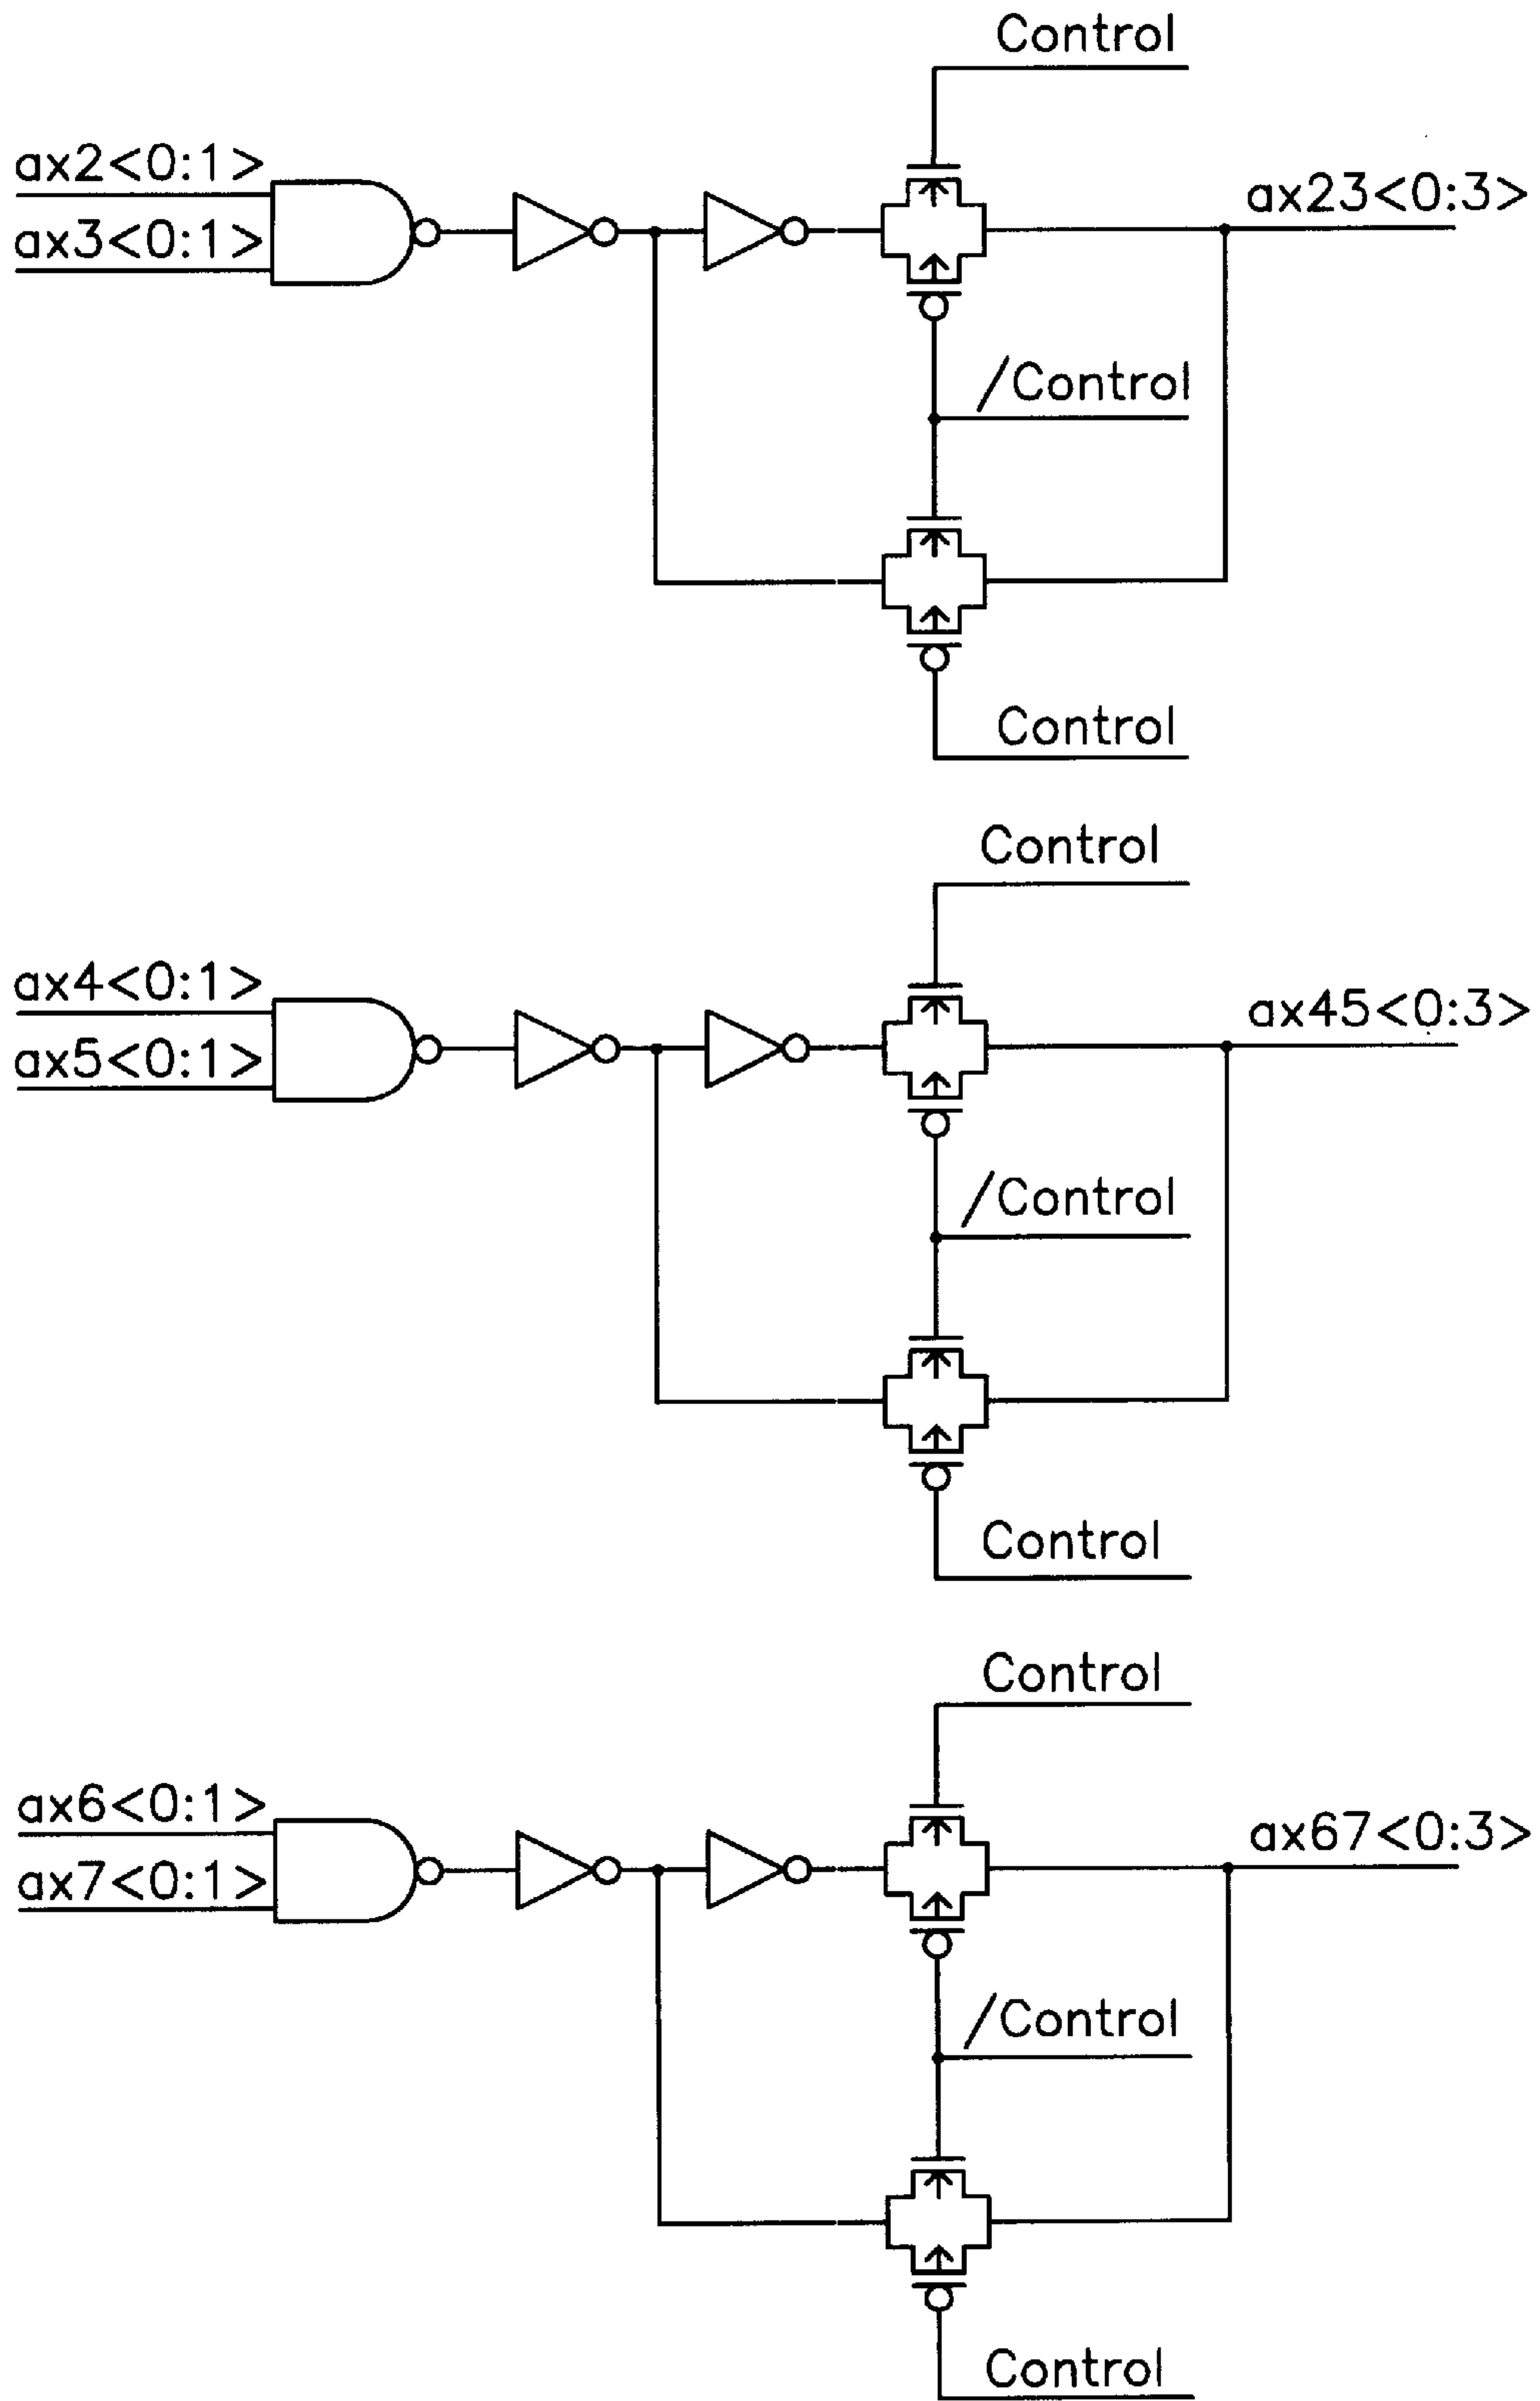 Control
ax2<0:1>
ax23<0:3>
ax3<0:1>
/Control
Control
Control
ax4<0:1>
ax45<0:3>
ax5<0:1>
/Control
Control
Control
ax6<0:1>
ax67<0:3>
ax7<0:1>
/Control
Control